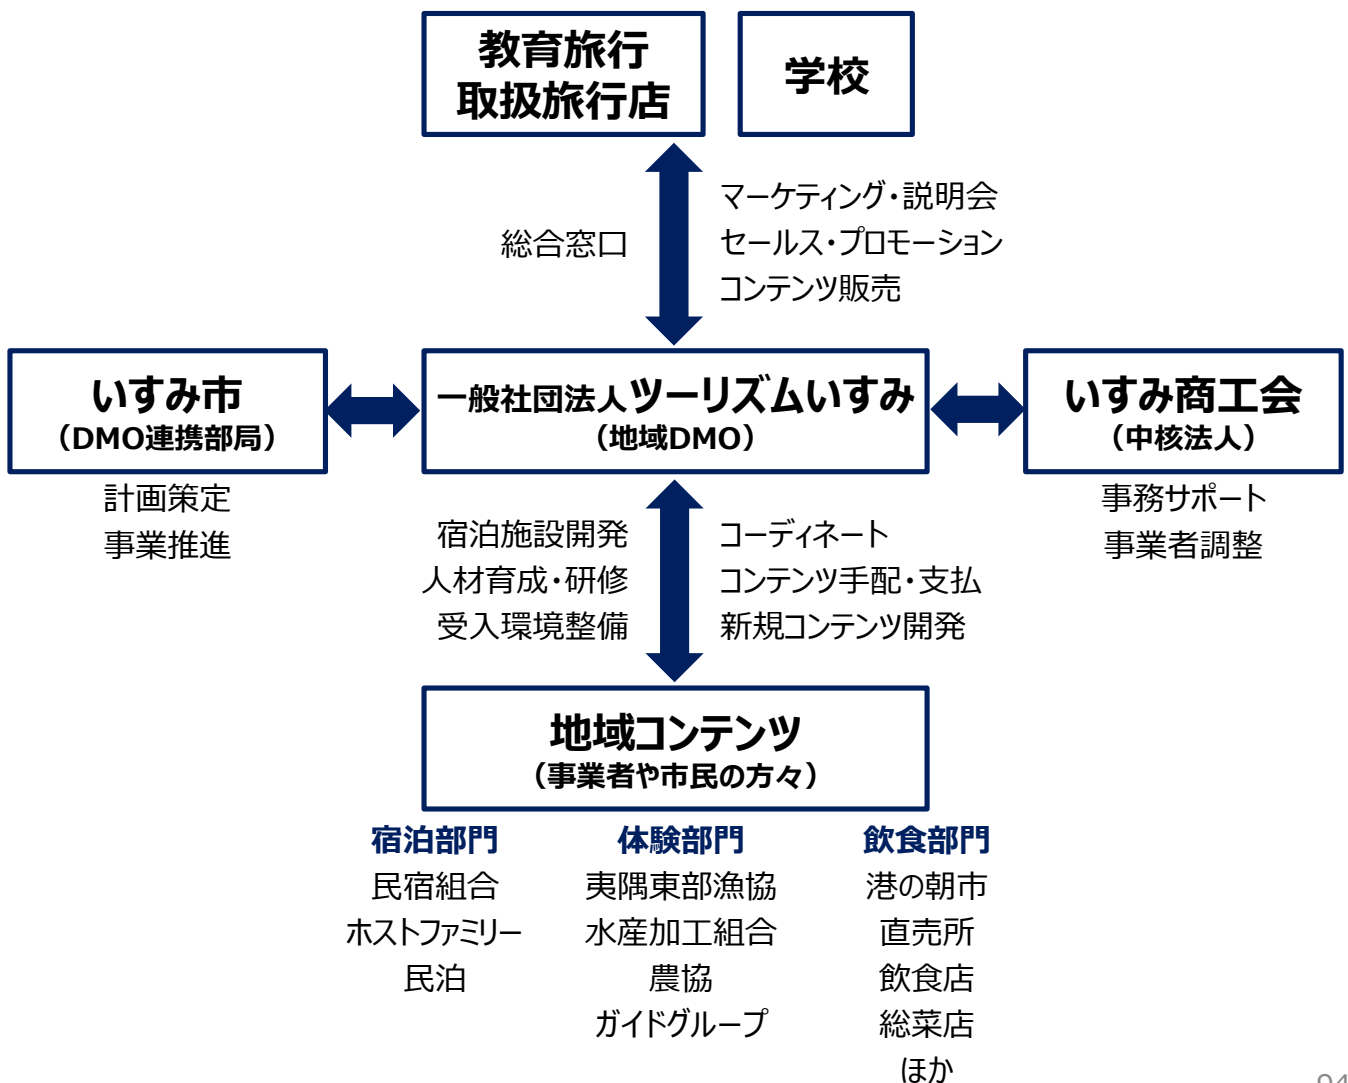 教育旅行
取扱旅行店
学校
総合窓口
マーケティング・説明会
セールス・プロモーション
コンテンツ販売
いすみ市
（DMO連携部局）
計画策定
事業推進
一般社団法人ツーリズムいすみ
（地域DMO）
いすみ商工会
（中核法人）
事務サポート
事業者調整
宿泊施設開発
人材育成・研修
受入環境整備
コーディネート
コンテンツ手配・支払
新規コンテンツ開発
地域コンテンツ
（事業者や市民の方々）
宿泊部門
民宿組合
ホストファミリー
民泊
体験部門
夷隅東部漁協
水産加工組合
農協
ガイドグループ
飲食部門
港の朝市
直売所
飲食店
総菜店
ほか